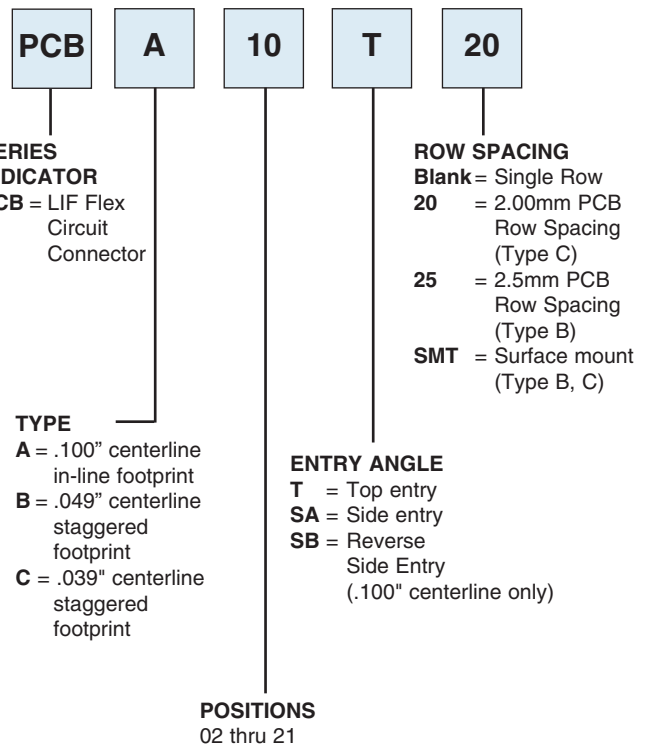 PCB A 10 T 20
ERIES
DICATOR
CB = LIF Flex
Circuit
Connector
ROW SPACING
Blank = Single Row
20 = 2.00mm PCB
Row Spacing
(Type C)
25 = 2.5mm PCB
Row Spacing
(Type B)
SMT = Surface mount
(Type B, C)
TYPE
A = .100” centerline
in-line footprint
B = .049” centerline
staggered
footprint
C = .039" centerline
staggered
footprint
ENTRY ANGLE
T = Top entry
SA = Side entry
SB = Reverse
Side Entry
(.100" centerline only)
POSITIONS
02 thru 21